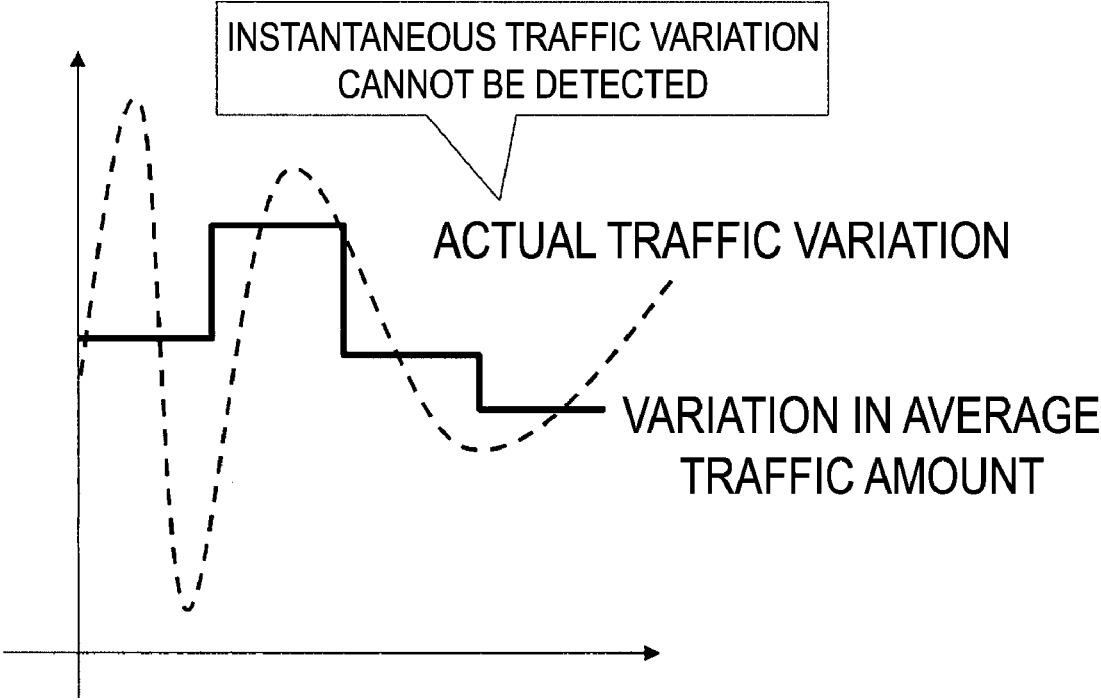 INSTANTANEOUS TRAFFIC VARIATION
CANNOT BE DETECTED
ACTUAL TRAFFIC VARIATION
VARIATION IN AVERAGE
TRAFFIC AMOUNT